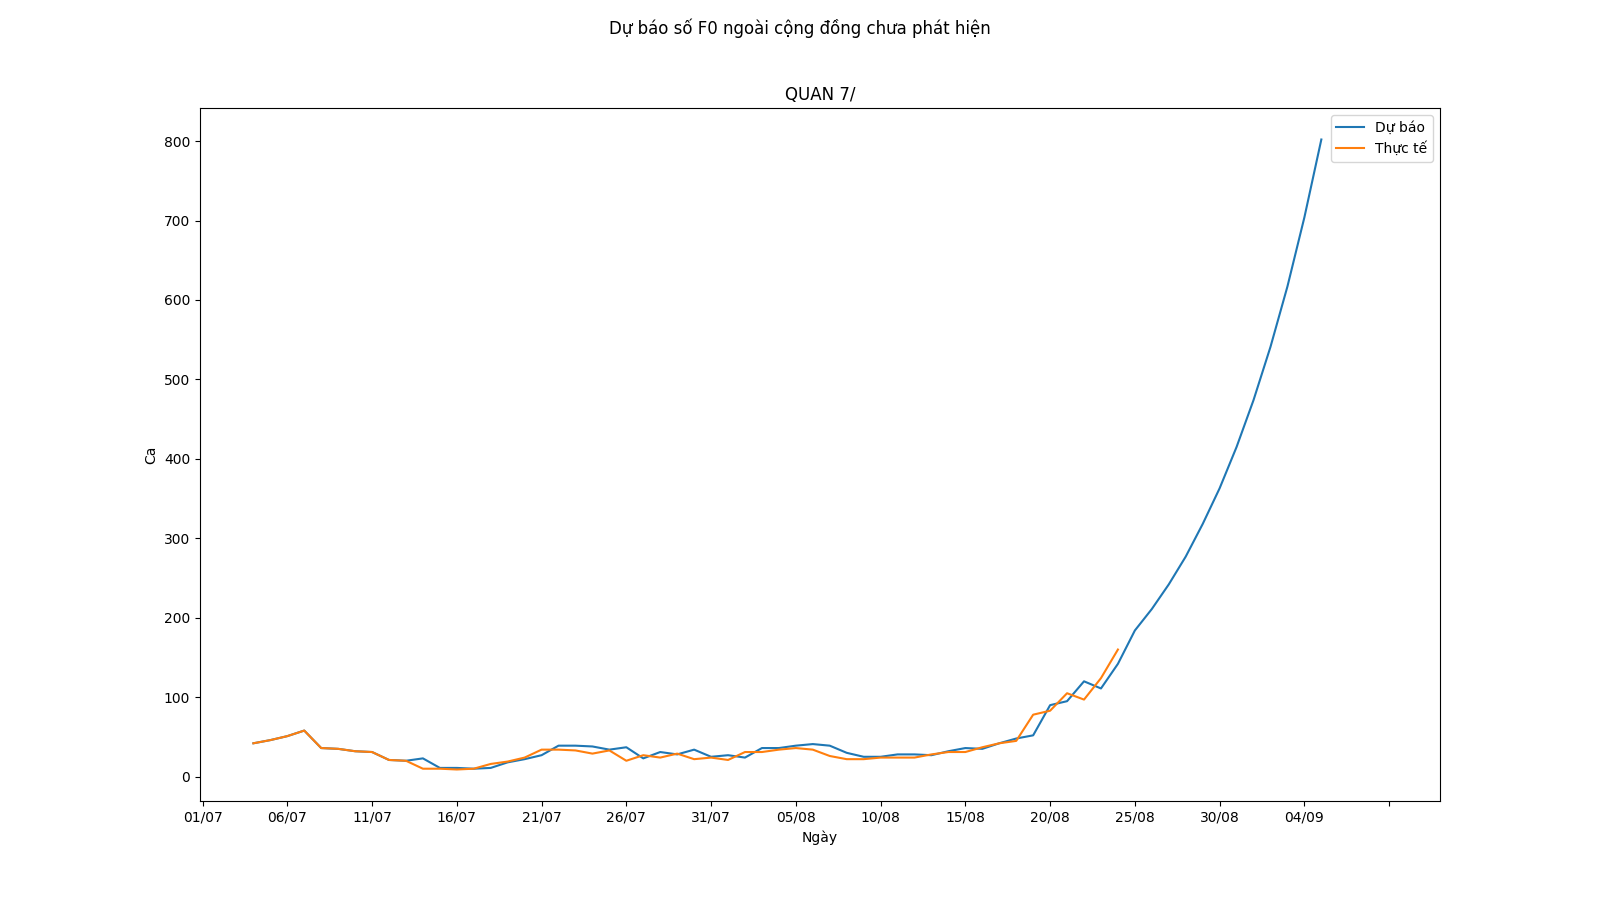 Dự báo số F0 ngoài cộng đồng chưa phát hiện
QUAN 7/
Dự báo
Thực tế
800
700
600
500
400
300
200
100
0
Ca
01/07 06/07 11/07 16/07 21/07 26/07 31/07 05/08 10/08 15/08 20/08 25/08 30/08 04/09
Ngày